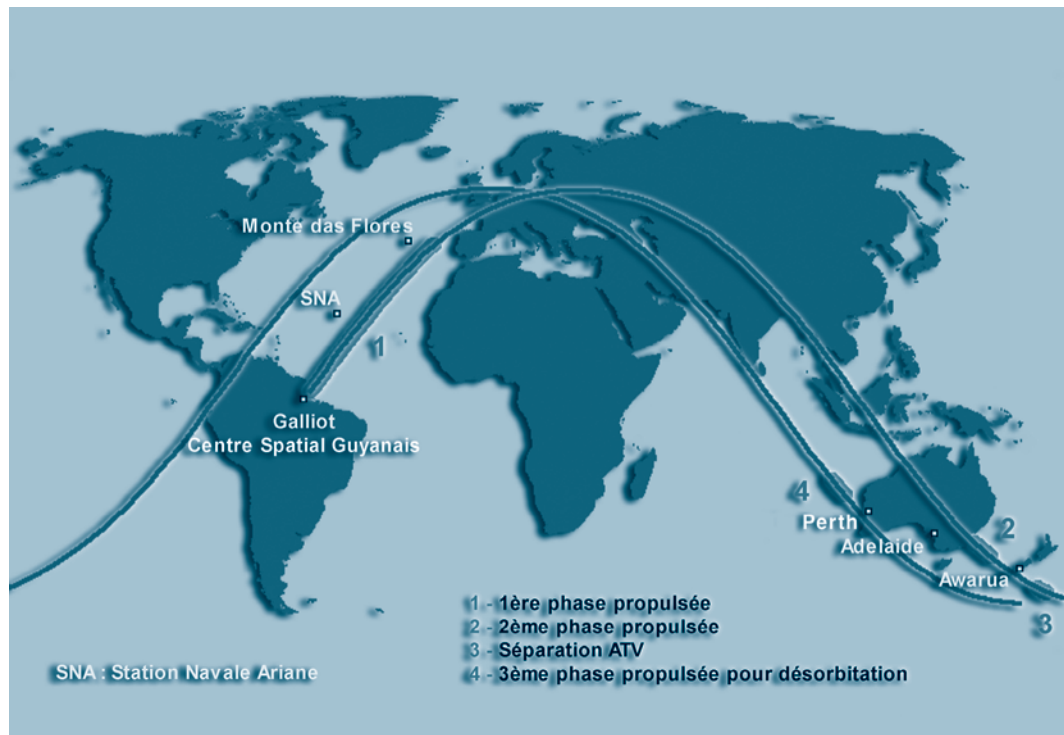 Monte das Flores
SNA
1
Galliot
Centre Spatial Guyanais
4
Perth
2
Adelaide
Awarua
3
1 - 1ère phase propulsée
2 - 2ème phase propulsée
3 - Séparation ATV
4 - 3ème phase propulsée pour désorbitation
SNA : Station Navale Ariane